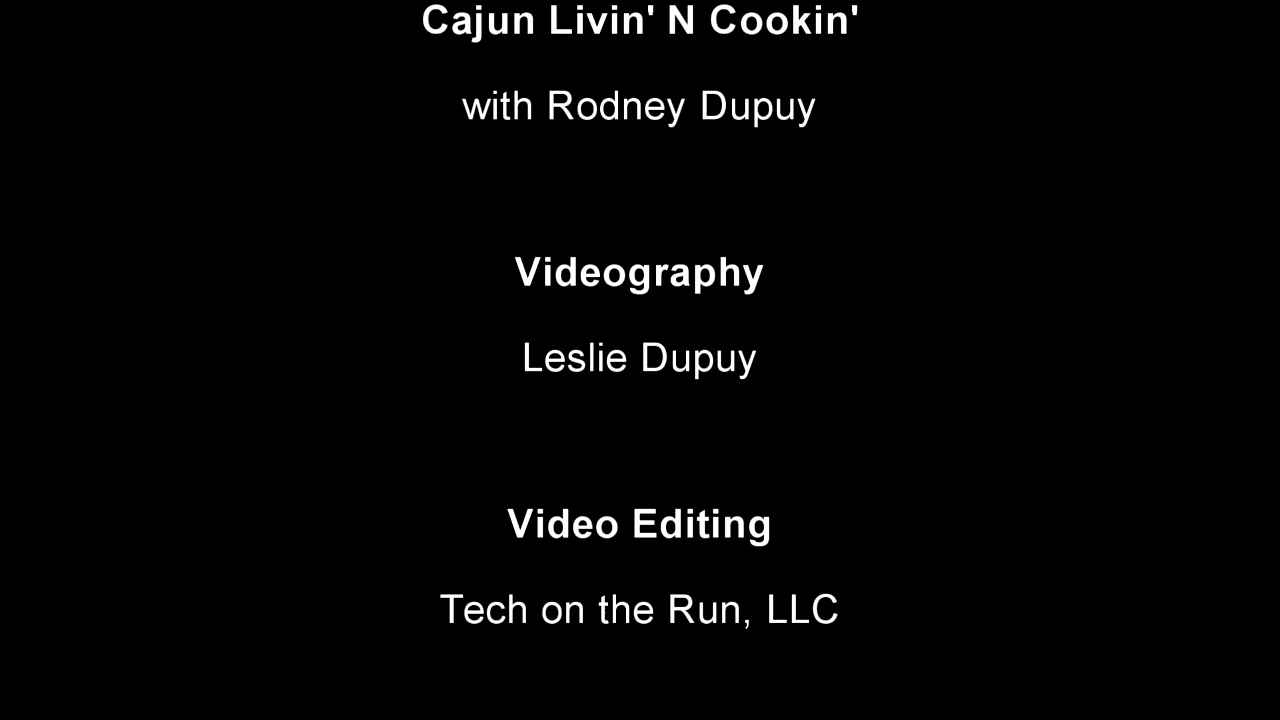 Cajun Livin' N Cookin'
with Rodney Dupuy
Videography
Leslie Dupuy
Video Editing
Tech on the Run, LLC